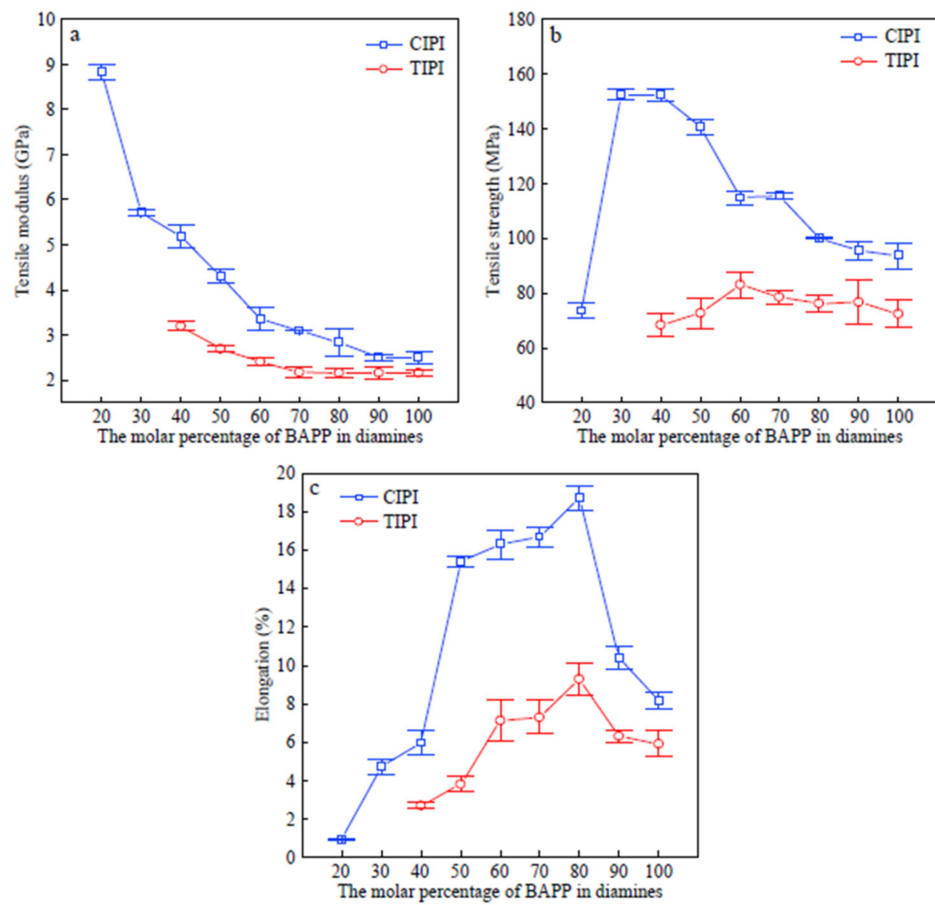 a
CIPI
TIPI
Tensile modulus (GPa)
10
9
8
7
6
5
4
3
2
20 30 40 50 60 70 80 90 100
The molar percentage of BAPP in diamines
b
CIPI
TIPI
Tensile strength (MPa)
180
160
140
120
100
80
60
40
20 30 40 50 60 70 80 90 100
The molar percentage of BAPP in diamines
c
CIPI
TIPI
Elongation (%)
20
18
16
14
12
10
8
6
4
2
0
20 30 40 50 60 70 80 90 100
The molar percentage of BAPP in diamines